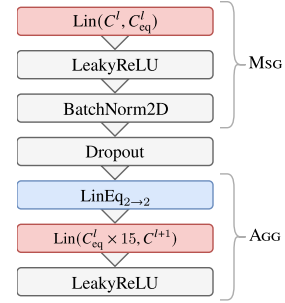 Lin(C^l, C^l_eq)
LeakyReLU
BatchNorm2D
MSG
Dropout
LinEq_{2→2}
Lin(C^l_eq × 15, C^{l+1})
AGG
LeakyReLU